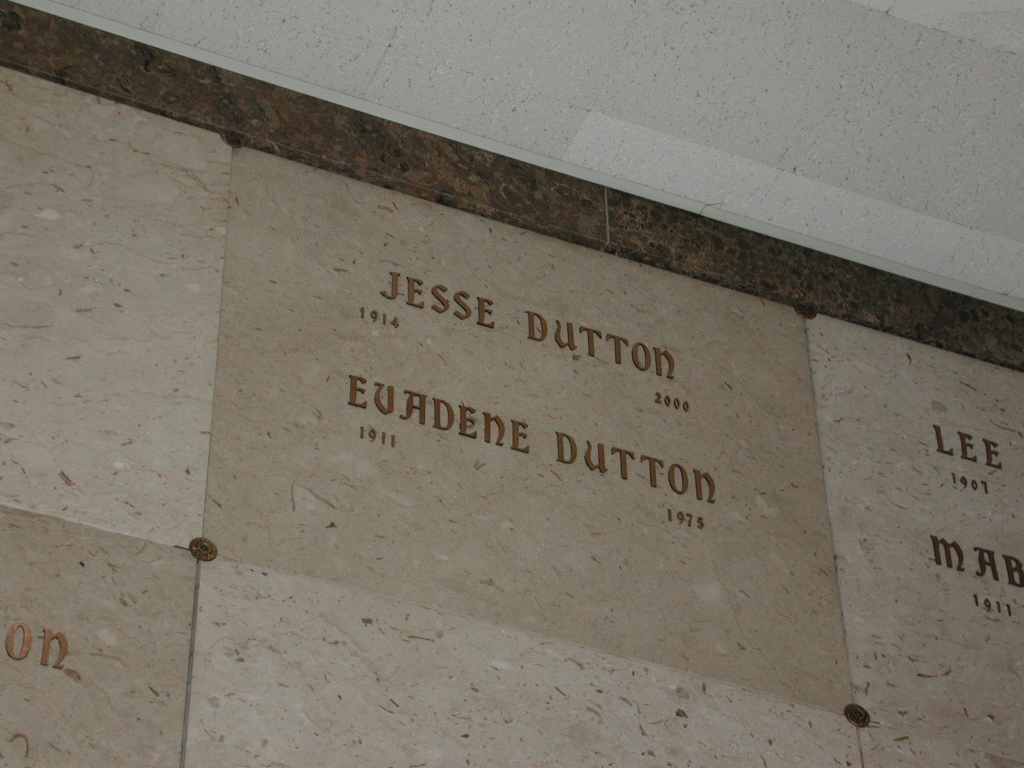 JESSE DUTTON
1914 2000
EVADENE DUTTON
1911 1975
LEE
1907
1911